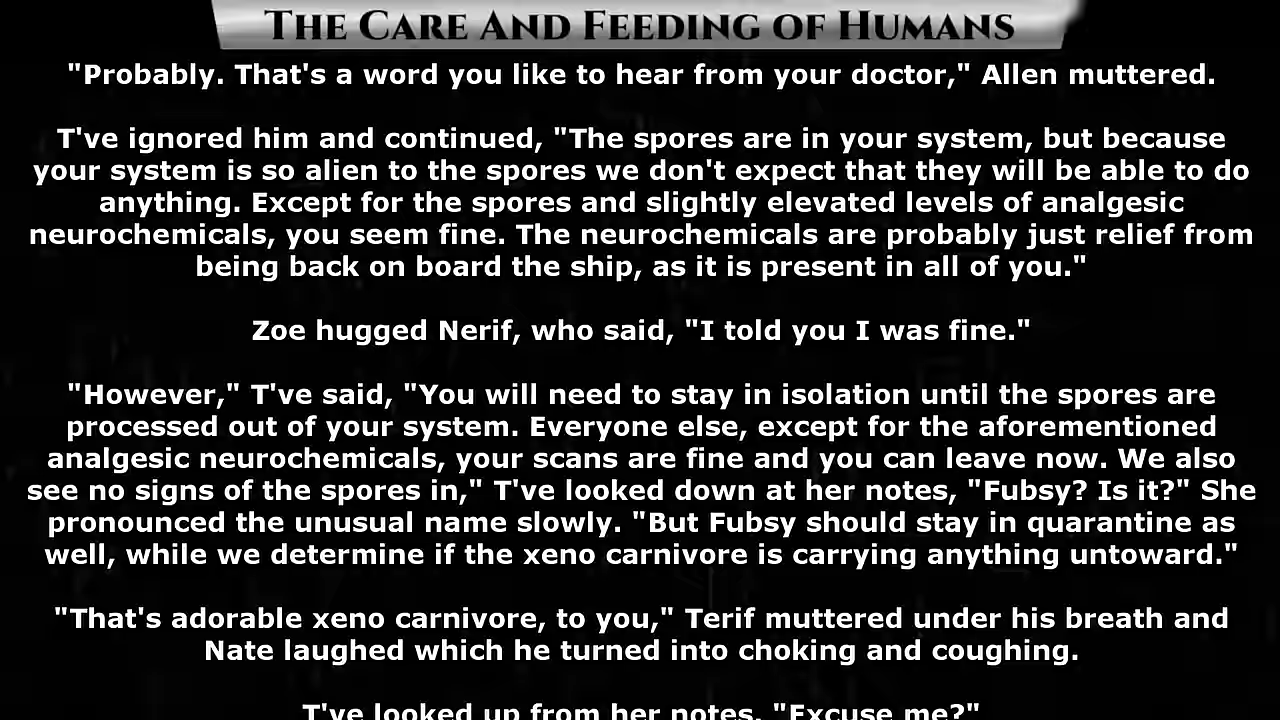 The Care And Feeding of Humans
"Probably. That's a word you like to hear from your doctor," Allen muttered.
T've ignored him and continued, "The spores are in your system, but because
your system is so alien to the spores we don't expect that they will be able to do
anything. Except for the spores and slightly elevated levels of analgesic
neurochemicals, you seem fine. The neurochemicals are probably just relief from
being back on board the ship, as it is present in all of you."
Zoe hugged Nerif, who said, "I told you I was fine."
"However," T've said, "You will need to stay in isolation until the spores are
processed out of your system. Everyone else, except for the aforementioned
analgesic neurochemicals, your scans are fine and you can leave now. We also
see no signs of the spores in," T've looked down at her notes, "Fubsy? Is it?" She
pronounced the unusual name slowly. "But Fubsy should stay in quarantine as
well, while we determine if the xeno carnivore is carrying anything untoward."
"That's adorable xeno carnivore, to you," Terif muttered under his breath and
Nate laughed which he turned into choking and coughing.
T've looked up from her notes, "Excuse me?"